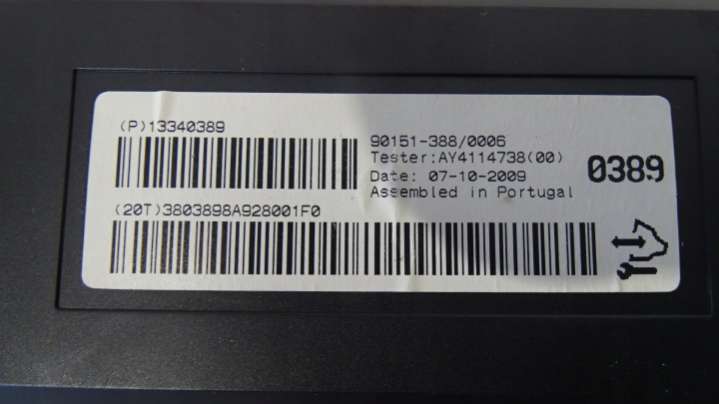 (P)13340389
90151-388/0006
Tester:AY4114738(00)
Date: 07-10-2009
Assembled in Portugal
0389
(20T)3803898A928001F0